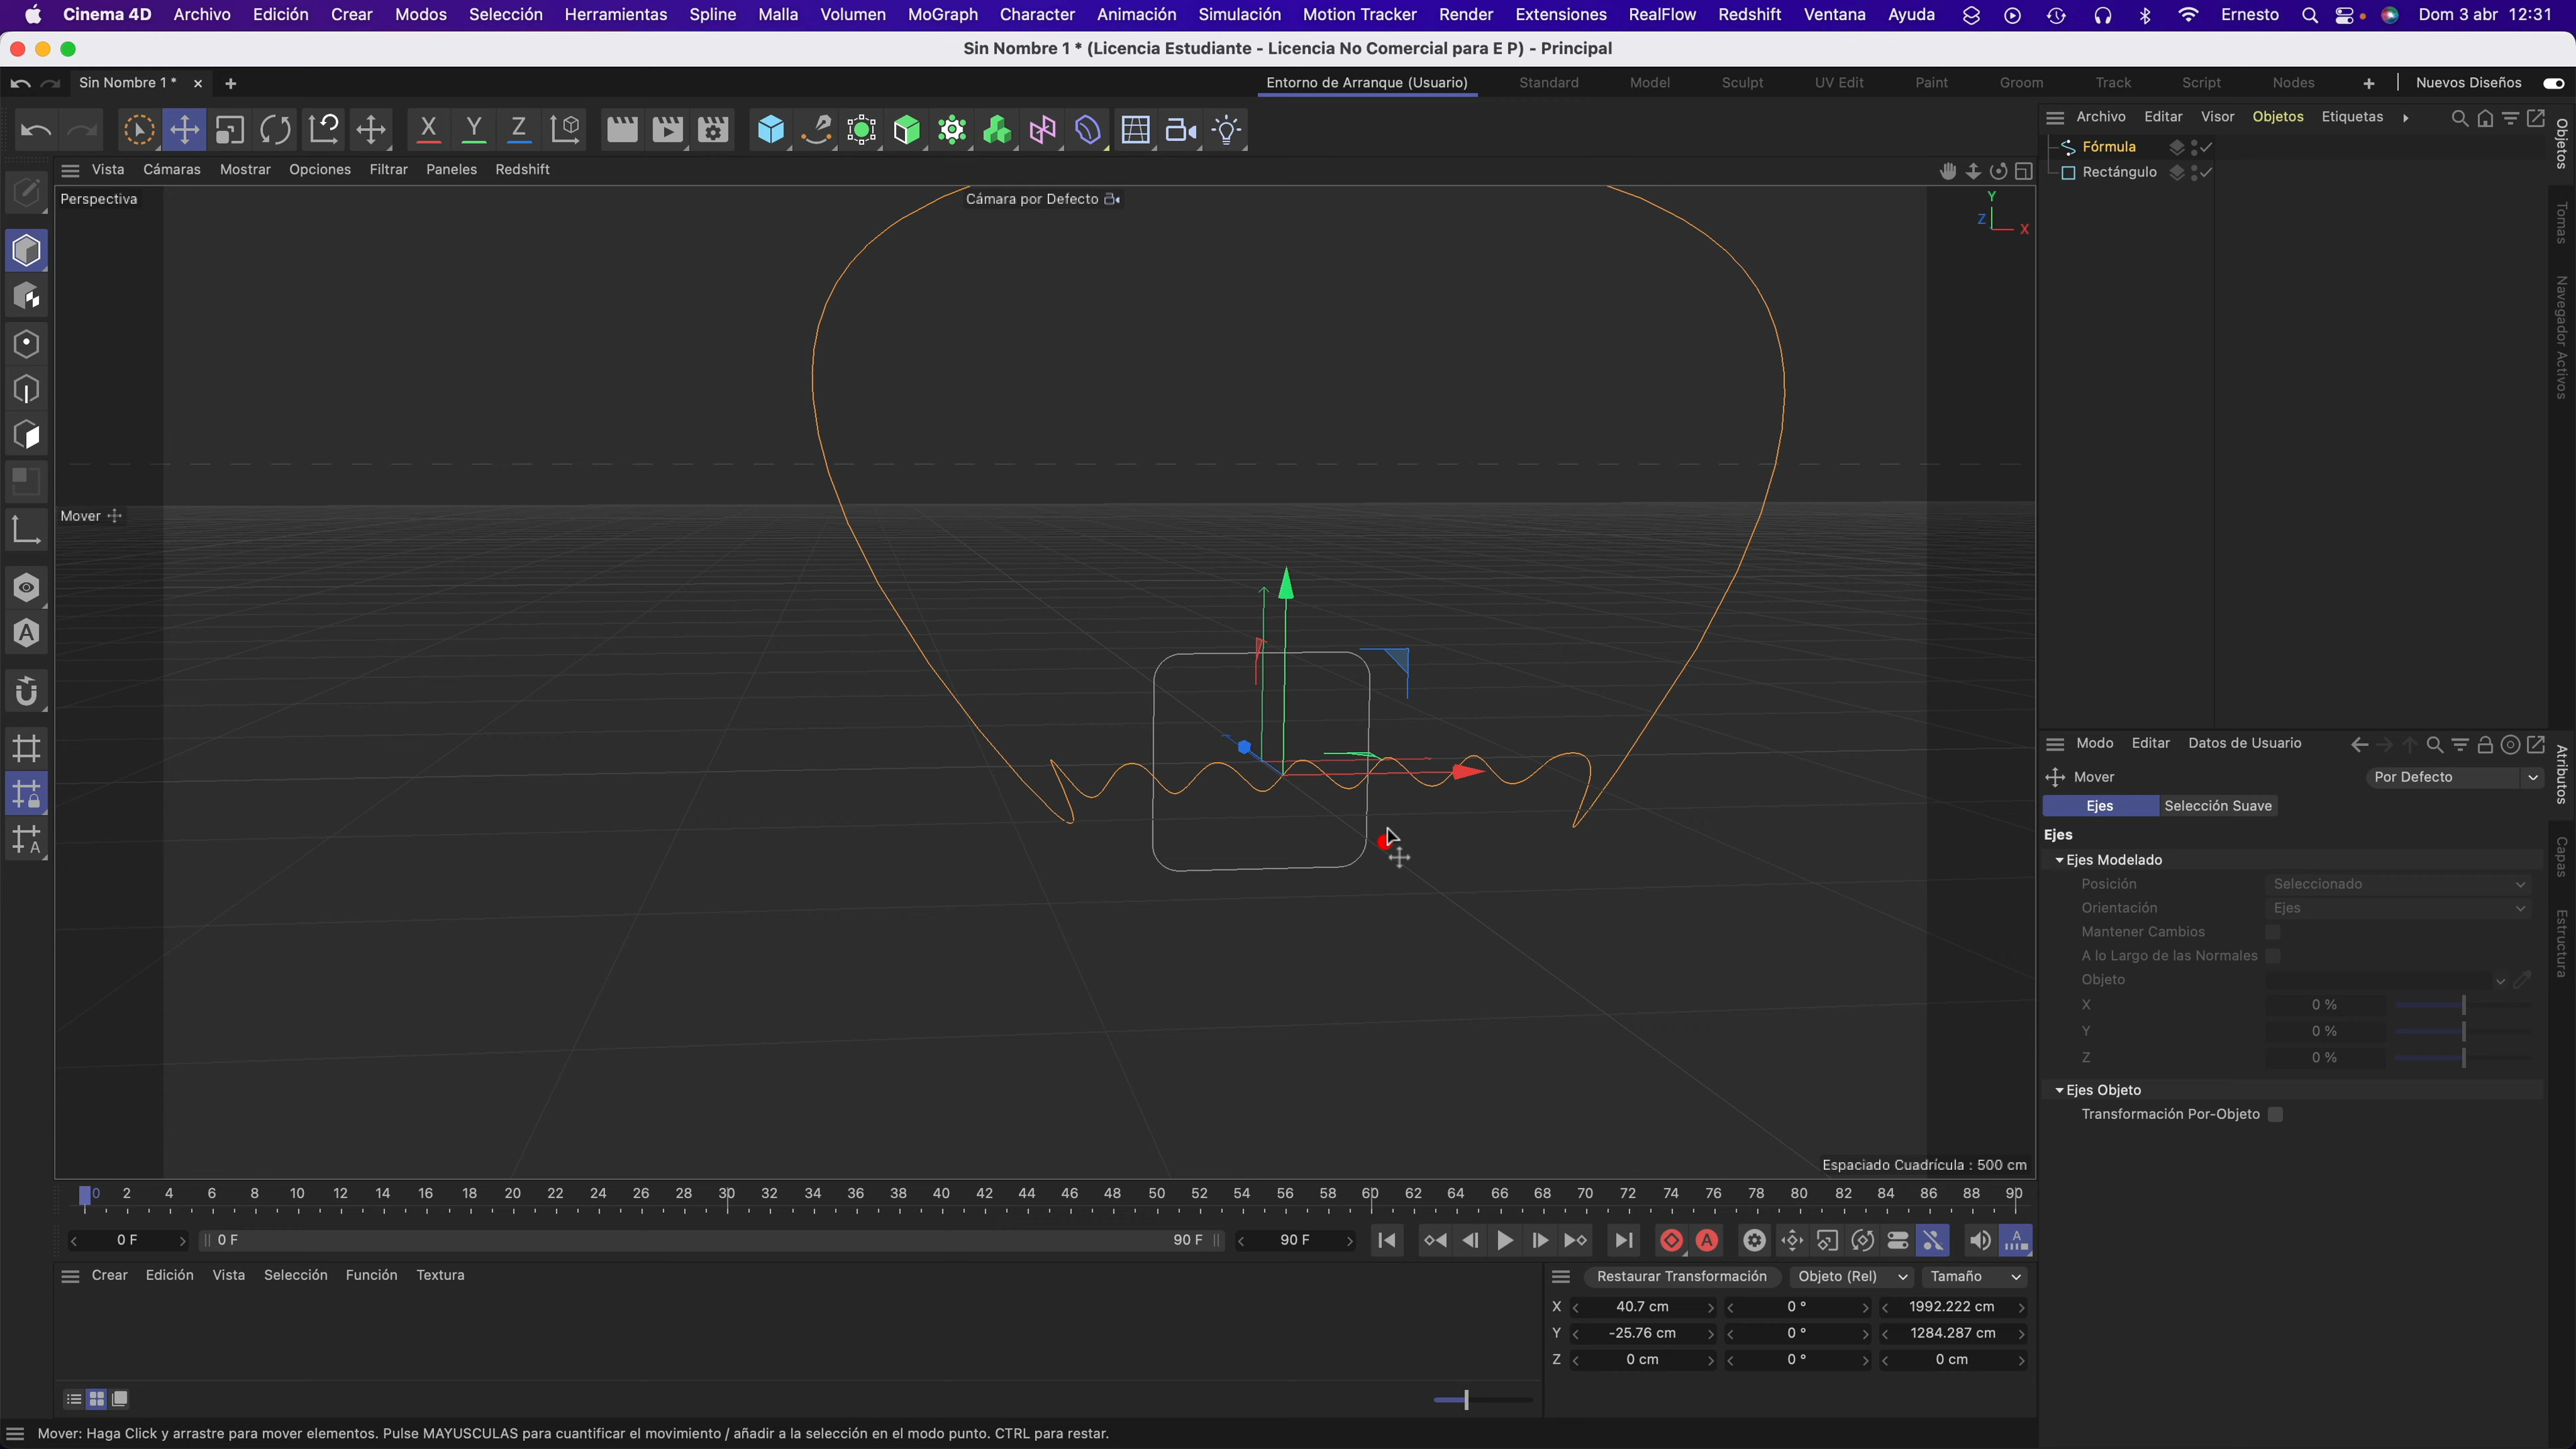 Cinema 4D Archivo Edición Crear Modos Selección Herramientas Spline Malla Volumen MoGraph Character Animación Simulación Motion Tracker Render Extensiones RealFlow Redshift Ventana Ayuda Ernesto Dom 3 abr 12:31
Sin Nombre 1 * (Licencia Estudiante - Licencia No Comercial para E P) - Principal
Sin Nombre 1 * Entorno de Arranque (Usuario) Standard Model Sculpt UV Edit Paint Groom Track Script Nodes Nuevos Diseños
X Y Z
Archivo Editar Visor Objetos Etiquetas
Fórmula
Rectángulo
Objetos
Tomas
Navegador Activos
Vista Cámaras Mostrar Opciones Filtrar Paneles Redshift
Perspectiva
Cámara por Defecto
Y
Z
X
Mover
Espaciado Cuadrícula : 500 cm
Modo Editar Datos de Usuario
Mover Por Defecto
Ejes Selección Suave
Ejes
Ejes Modelado
Posición Seleccionado
Orientación Ejes
Mantener Cambios
A lo Largo de las Normales
Objeto
X 0 %
Y 0 %
Z 0 %
Ejes Objeto
Transformación Por-Objeto
Atributos
Capas
Estructura
0 2 4 6 8 10 12 14 16 18 20 22 24 26 28 30 32 34 36 38 40 42 44 46 48 50 52 54 56 58 60 62 64 66 68 70 72 74 76 78 80 82 84 86 88 90
0 F 0 F 90 F 90 F
Crear Edición Vista Selección Función Textura
Restaurar Transformación Objeto (Rel) Tamaño
X 40.7 cm 0 ° 1992.222 cm
Y -25.76 cm 0 ° 1284.287 cm
Z 0 cm 0 ° 0 cm
Mover: Haga Click y arrastre para mover elementos. Pulse MAYUSCULAS para cuantificar el movimiento / añadir a la selección en el modo punto. CTRL para restar.